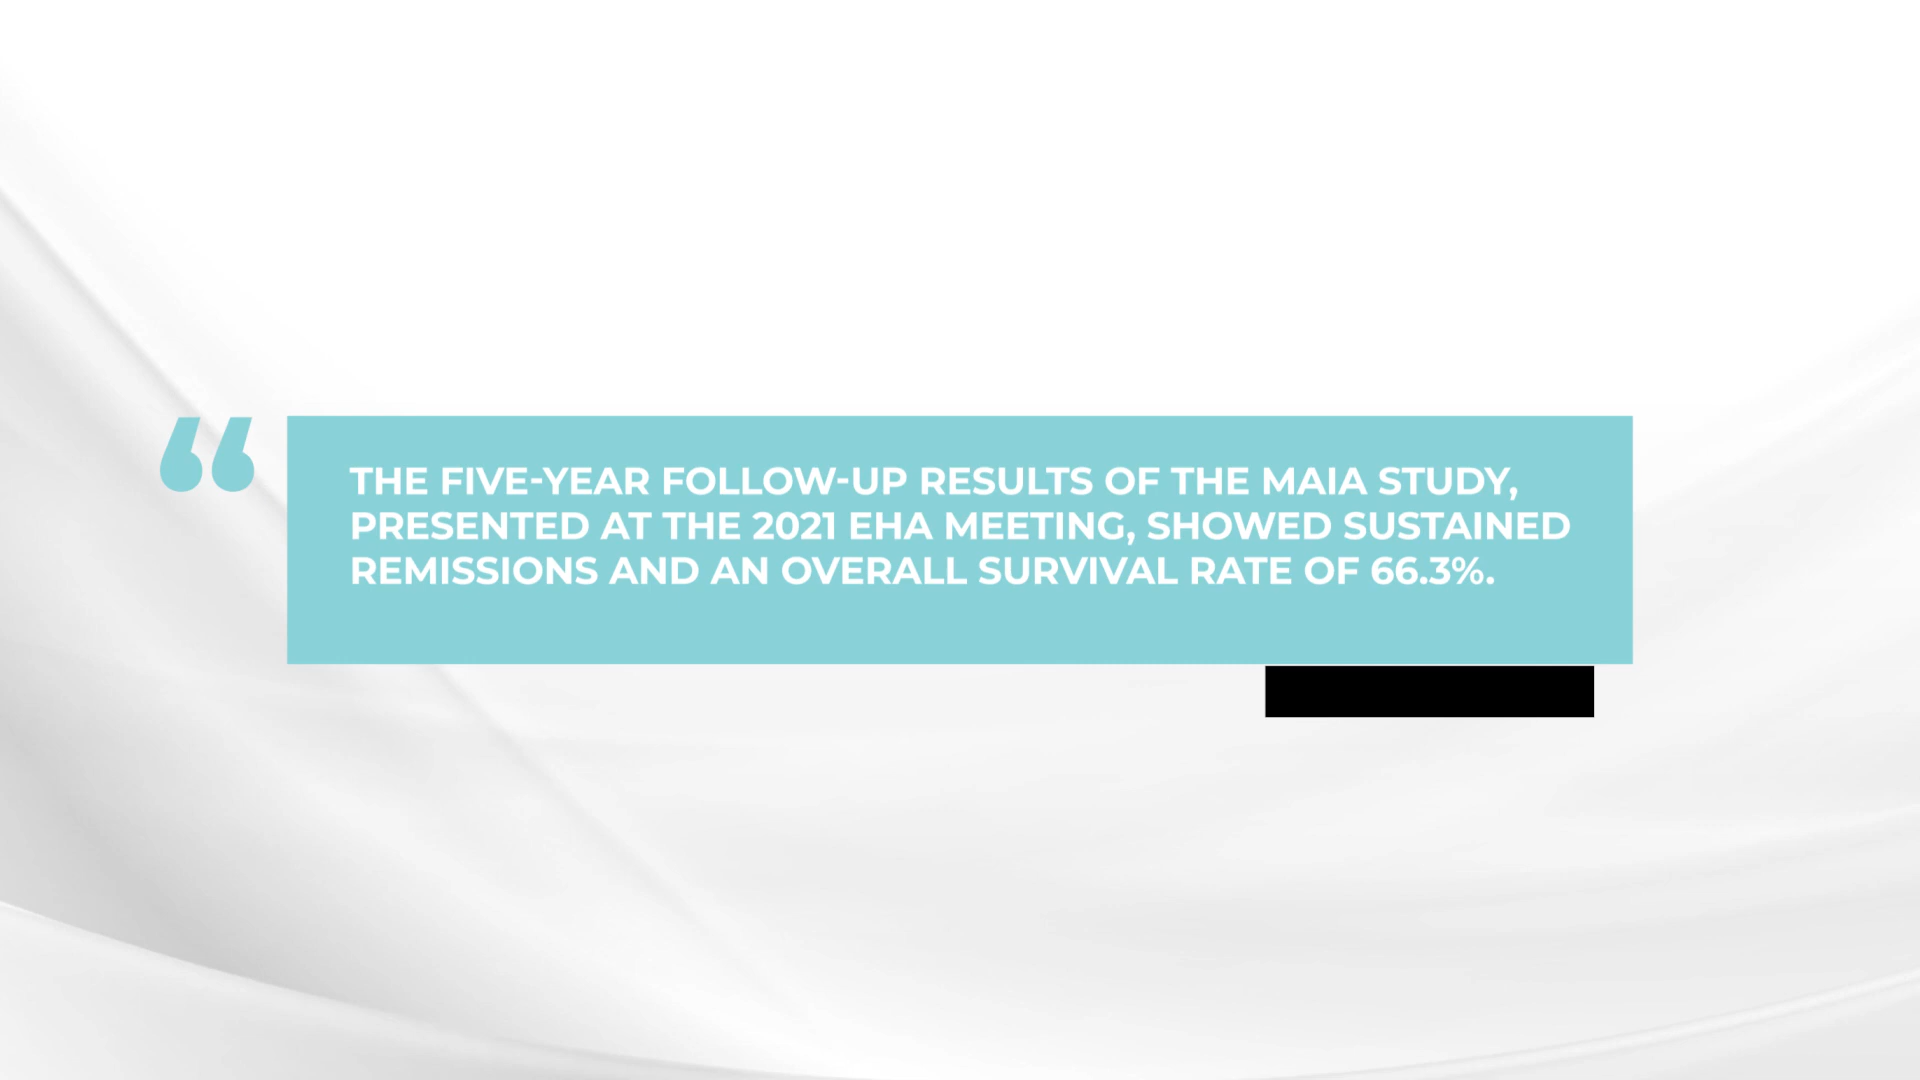 “
THE FIVE-YEAR FOLLOW-UP RESULTS OF THE MAIA STUDY,
PRESENTED AT THE 2021 EHA MEETING, SHOWED SUSTAINED
REMISSIONS AND AN OVERALL SURVIVAL RATE OF 66.3%.